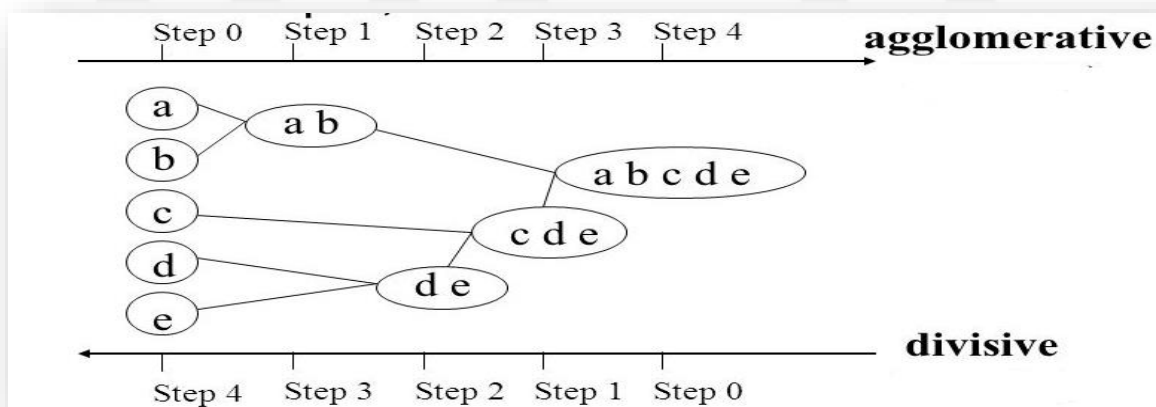 Step 0 Step 1 Step 2 Step 3 Step 4
agglomerative
a
a b
b
a b c d e
c
c d e
d
d e
e
divisive
Step 4 Step 3 Step 2 Step 1 Step 0